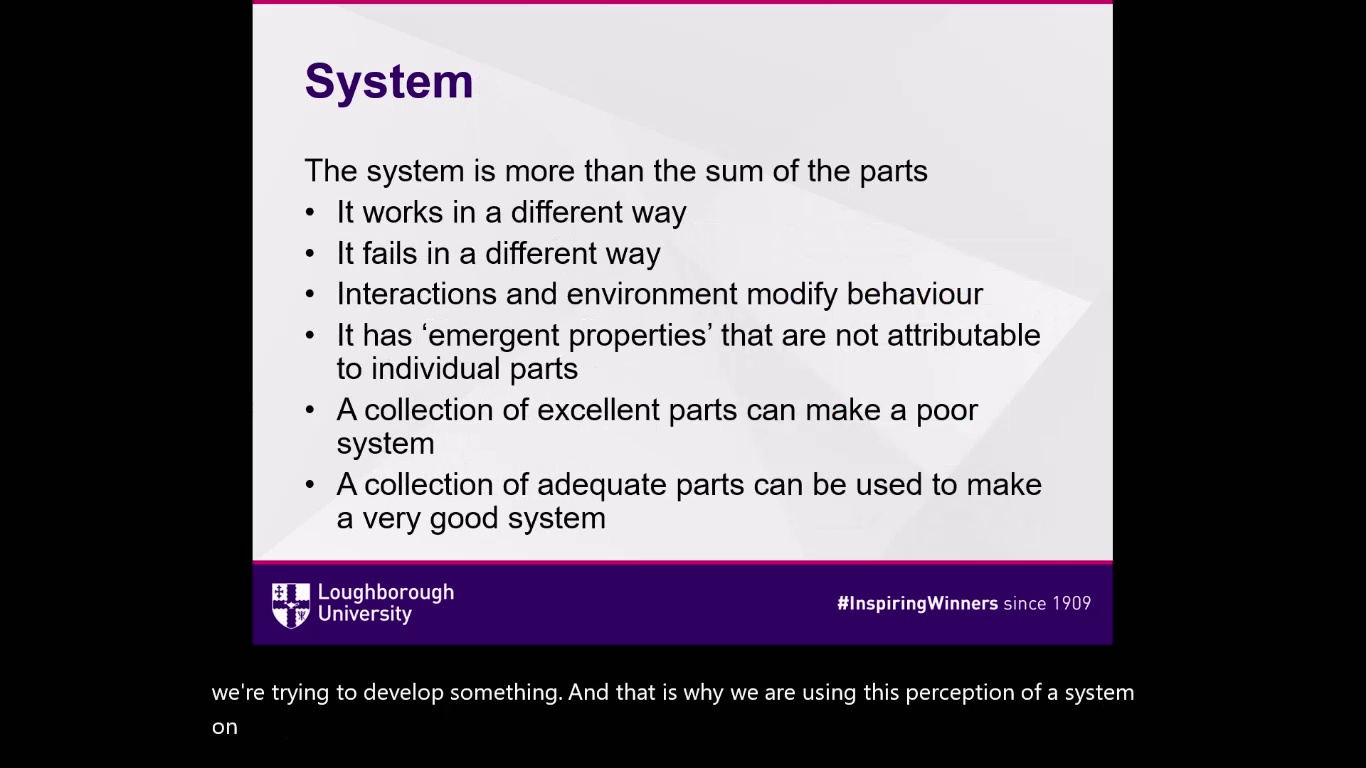 System
The system is more than the sum of the parts
• It works in a different way
• It fails in a different way
• Interactions and environment modify behaviour
• It has ‘emergent properties’ that are not attributable
to individual parts
• A collection of excellent parts can make a poor
system
• A collection of adequate parts can be used to make
a very good system
Loughborough
University
#InspiringWinners since 1909
we're trying to develop something. And that is why we are using this perception of a system
on